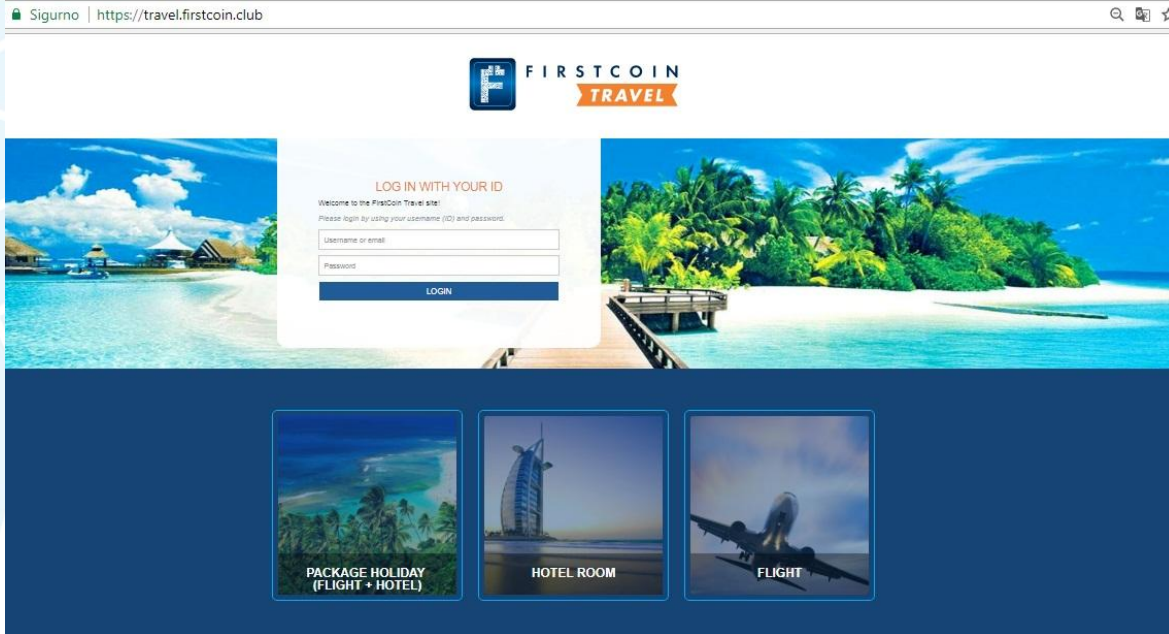 Sigurno | https://travel.firstcoin.club
FIRSTCOIN
TRAVEL
LOG IN WITH YOUR ID
Welcome to the FirstCoin Travel site!
Please login by using your username (ID) and password.
Username or email
Password
LOGIN
PACKAGE HOLIDAY
(FLIGHT + HOTEL)
HOTEL ROOM
FLIGHT